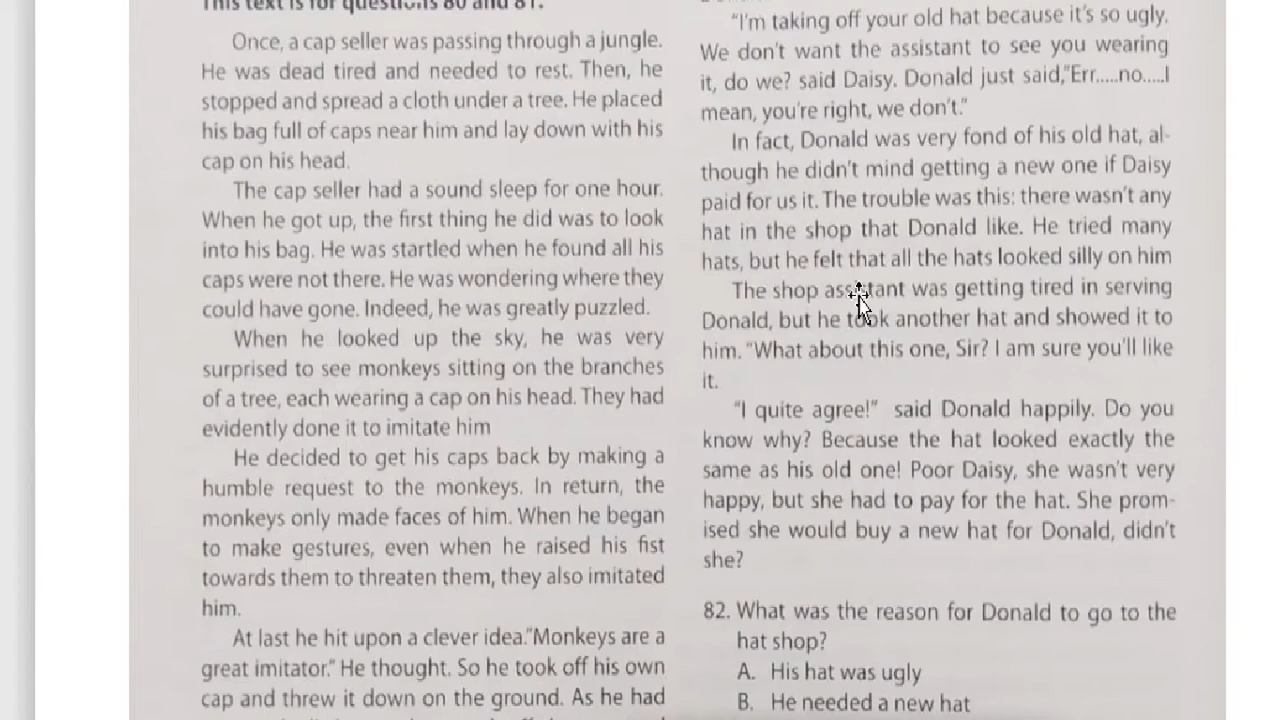 This text is for questions 80 and 81.
Once, a cap seller was passing through a jungle.
He was dead tired and needed to rest. Then, he
stopped and spread a cloth under a tree. He placed
his bag full of caps near him and lay down with his
cap on his head.
The cap seller had a sound sleep for one hour.
When he got up, the first thing he did was to look
into his bag. He was startled when he found all his
caps were not there. He was wondering where they
could have gone. Indeed, he was greatly puzzled.
When he looked up the sky, he was very
surprised to see monkeys sitting on the branches
of a tree, each wearing a cap on his head. They had
evidently done it to imitate him
He decided to get his caps back by making a
humble request to the monkeys. In return, the
monkeys only made faces of him. When he began
to make gestures, even when he raised his fist
towards them to threaten them, they also imitated
him.
At last he hit upon a clever idea."Monkeys are a
great imitator." He thought. So he took off his own
cap and threw it down on the ground. As he had
"I'm taking off your old hat because it's so ugly.
We don't want the assistant to see you wearing
it, do we? said Daisy. Donald just said,"Err.....no.....I
mean, you're right, we don't."
In fact, Donald was very fond of his old hat, al-
though he didn't mind getting a new one if Daisy
paid for us it. The trouble was this: there wasn't any
hat in the shop that Donald like. He tried many
hats, but he felt that all the hats looked silly on him
The shop assistant was getting tired in serving
Donald, but he took another hat and showed it to
him. "What about this one, Sir? I am sure you'll like
it.
"I quite agree!" said Donald happily. Do you
know why? Because the hat looked exactly the
same as his old one! Poor Daisy, she wasn't very
happy, but she had to pay for the hat. She prom-
ised she would buy a new hat for Donald, didn't
she?
82. What was the reason for Donald to go to the
hat shop?
A. His hat was ugly
B. He needed a new hat